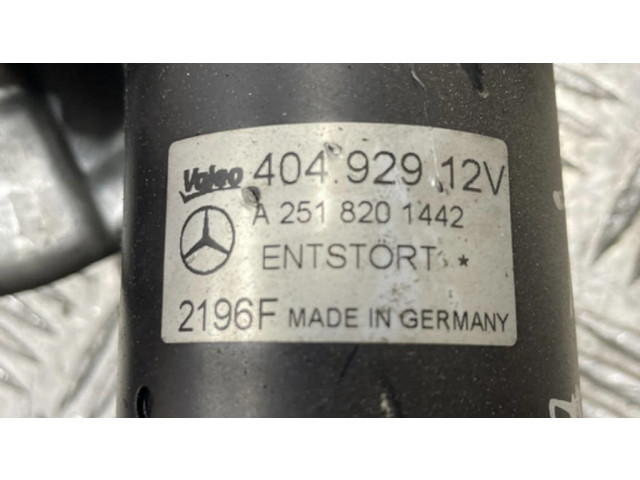 Valeo 404.929 12V
A 251 820 1442
ENTSTÖRT *
2196F MADE IN GERMANY